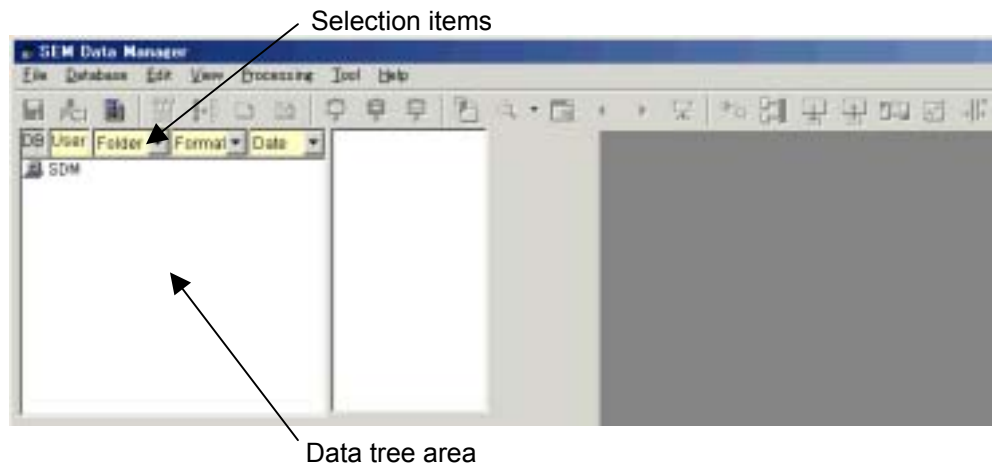 Selection items
SEM Data Manager
File Database Edit View Processing Tool Help
DB User Folder Format Date
SDM
Data tree area